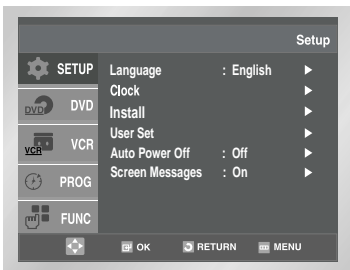 Setup
SETUP
DVD DVD
VCR VCR
PROG
FUNC
Language : English ►
Clock ►
Install ►
User Set ►
Auto Power Off : Off ►
Screen Messages : On ►
OK RETURN MENU